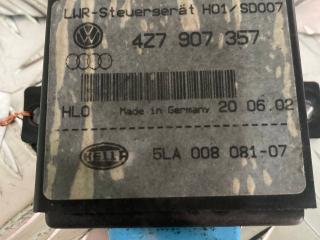 LWR-Steuergerät H01/SD007
4Z7 907 357
HLO Made in Germany 20 06.02
HELLA 5LA 008 081-07